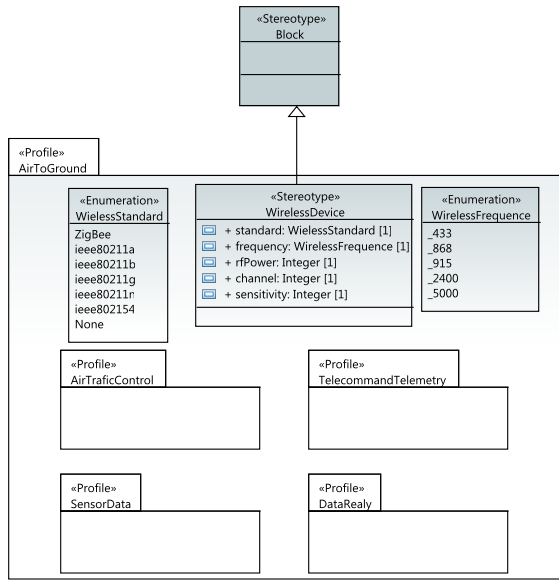 «Stereotype»
Block
«Profile»
AirToGround
«Enumeration»
WielessStandard
ZigBee
ieee80211a
ieee80211b
ieee80211g
ieee80211n
ieee802154
None
«Stereotype»
WirelessDevice
+ standard: WielessStandard [1]
+ frequency: WirelessFrequence [1]
+ rfPower: Integer [1]
+ channel: Integer [1]
+ sensitivity: Integer [1]
«Enumeration»
WirelessFrequence
_433
_868
_915
_2400
_5000
«Profile»
AirTraficControl
«Profile»
TelecommandTelemetry
«Profile»
SensorData
«Profile»
DataRealy